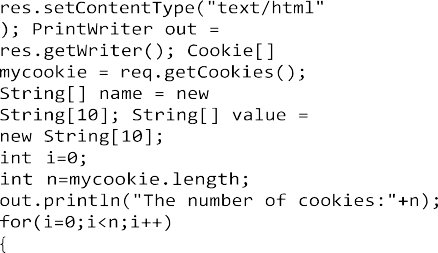 res.setContentType("text/html"
); PrintWriter out =
res.getWriter(); Cookie[]
mycookie = req.getCookies();
String[] name = new
String[10]; String[] value =
new String[10];
int i=0;
int n=mycookie.length;
out.println("The number of cookies:"+n);
for(i=0;i<n;i++)
{